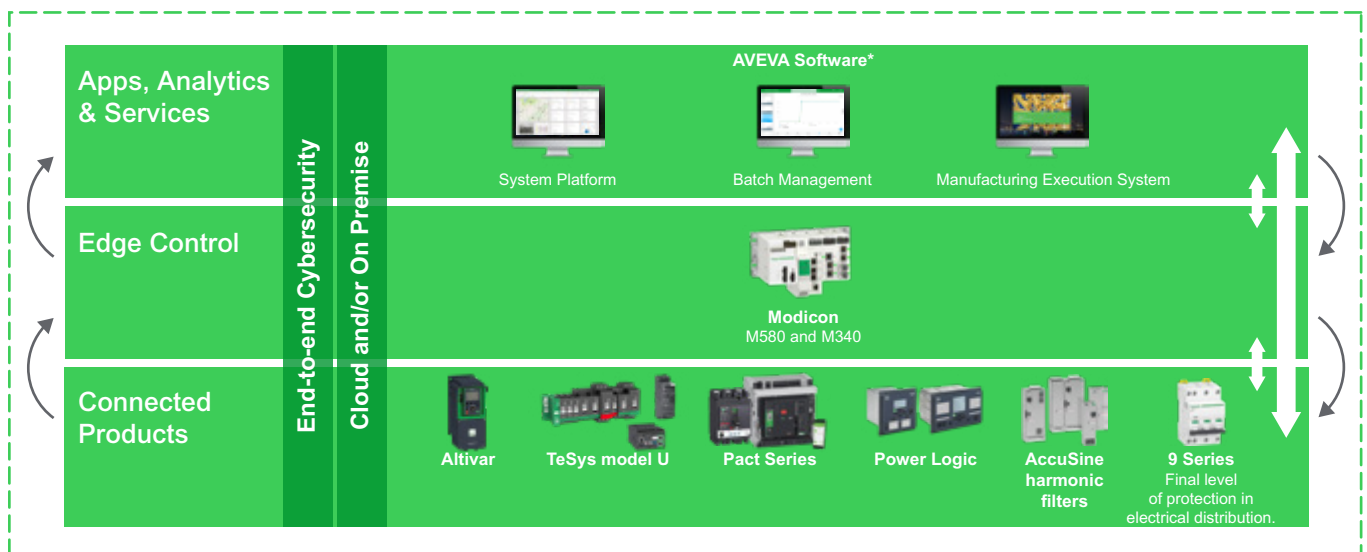 AVEVA Software*
Apps, Analytics
& Services
System Platform
Batch Management
Manufacturing Execution System
End-to-end Cybersecurity
Cloud and/or On Premise
Edge Control
Modicon
M580 and M340
Connected
Products
Altivar
TeSys model U
Pact Series
Power Logic
AccuSine
harmonic
filters
9 Series
Final level
of protection in
electrical distribution.